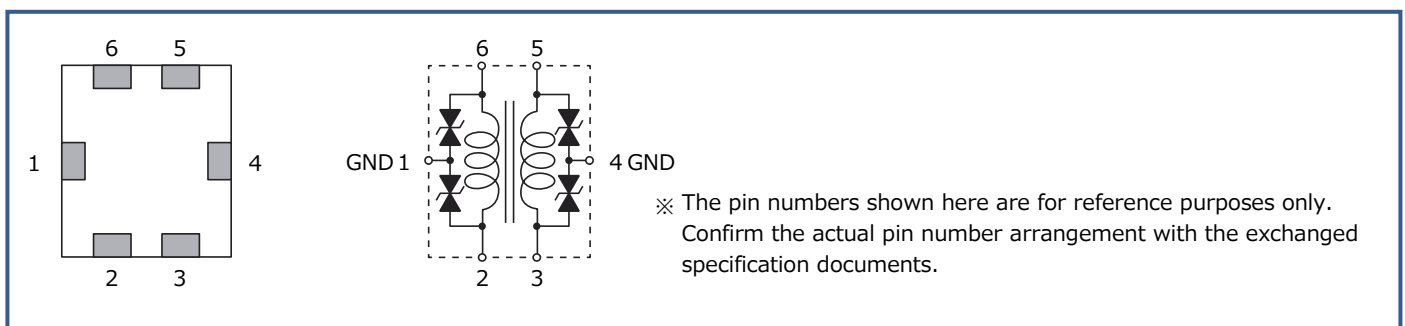 6 5
1 4
2 3
6 5
GND 1 4 GND
2 3
※ The pin numbers shown here are for reference purposes only.
Confirm the actual pin number arrangement with the exchanged
specification documents.